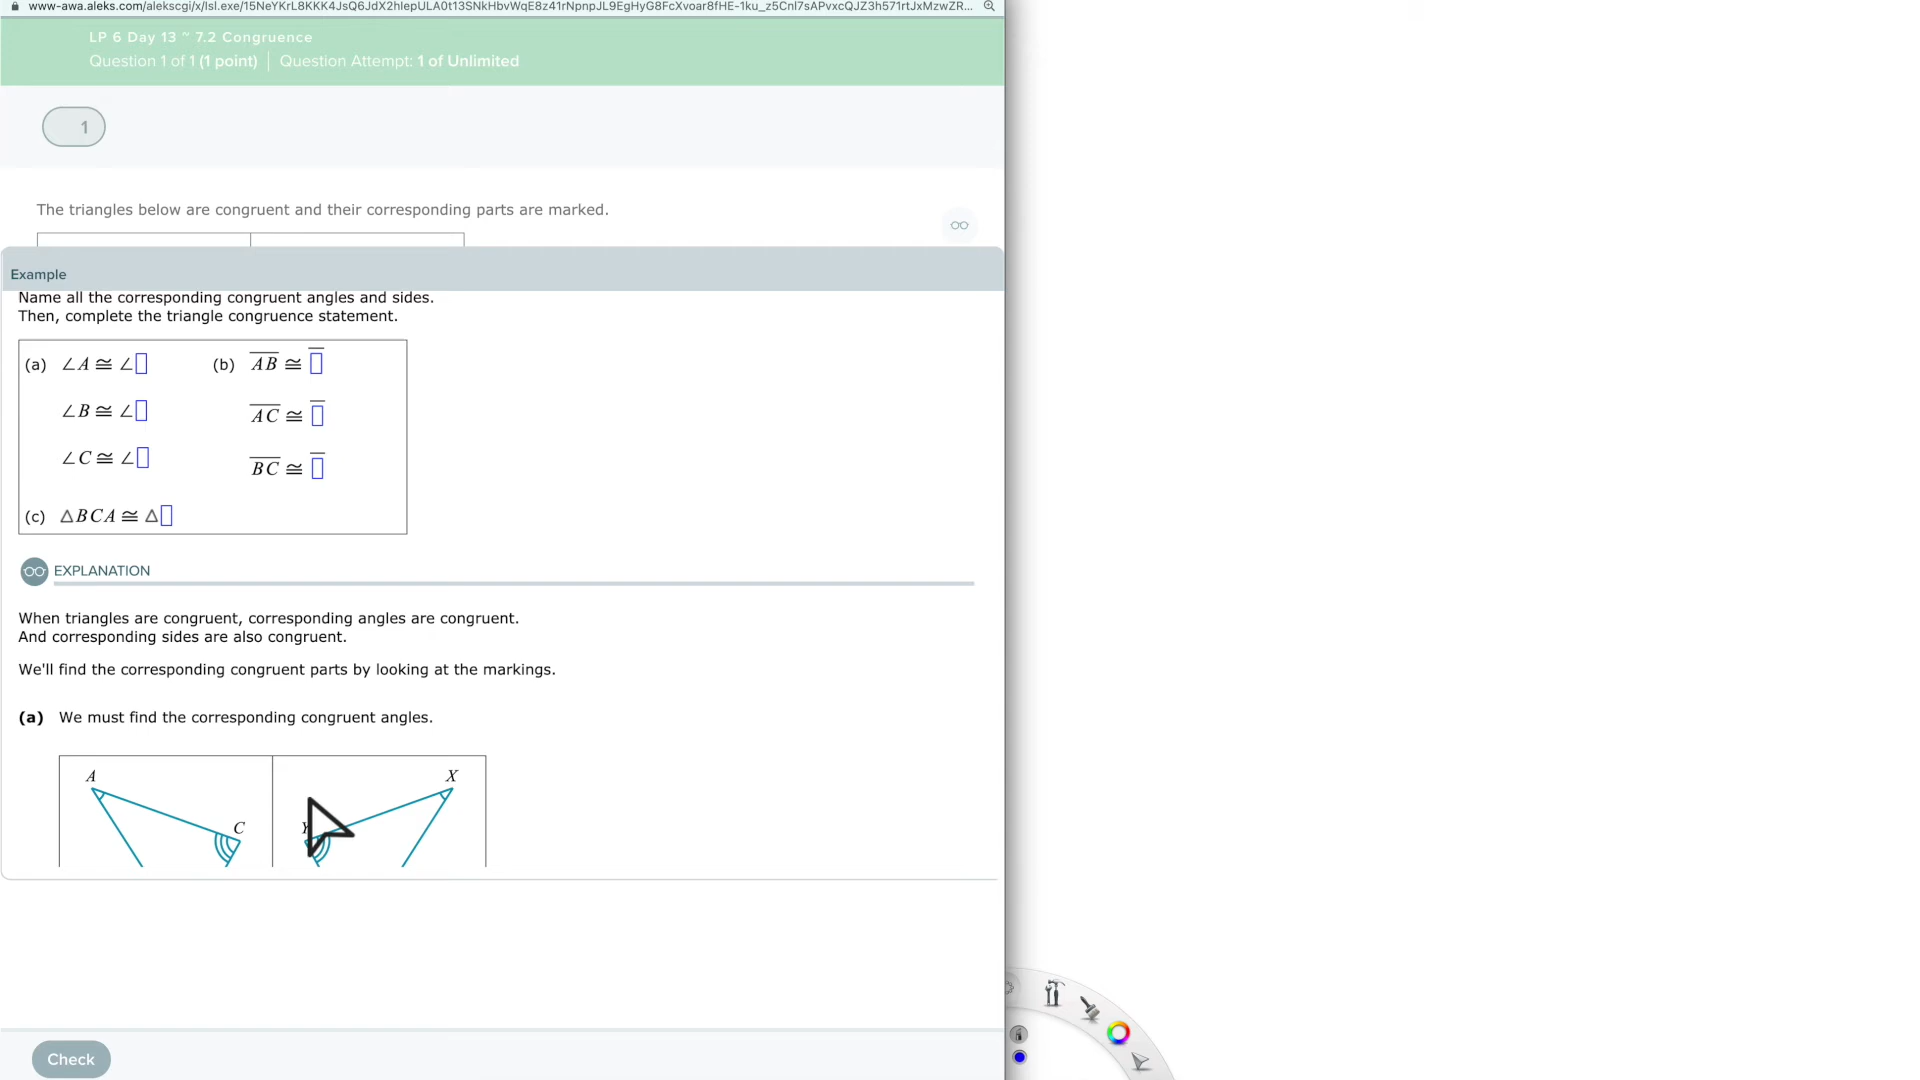 www-awa.aleks.com/alekscgi/x/Isl.exe/15NeYKrL8KKK4JsQ6JdX2hIepULA0t13SNkHbvWqE8z41rNpnpJL9EgHyG8FcXvoar8fHE-1ku_z5Cnl7sAPvxcQJZ3h571rtJxMzwZR...
LP 6 Day 13 ~ 7.2 Congruence
Question 1 of 1 (1 point) | Question Attempt: 1 of Unlimited
1
The triangles below are congruent and their corresponding parts are marked.
Example
Name all the corresponding congruent angles and sides.
Then, complete the triangle congruence statement.
(a) ∠A ≅ ∠▯ (b) A̅B̅ ≅ ▯
∠B ≅ ∠▯ A̅C̅ ≅ ▯
∠C ≅ ∠▯ B̅C̅ ≅ ▯
(c) △BCA ≅ △▯
EXPLANATION
When triangles are congruent, corresponding angles are congruent.
And corresponding sides are also congruent.
We'll find the corresponding congruent parts by looking at the markings.
(a) We must find the corresponding congruent angles.
A X
C Y
Check